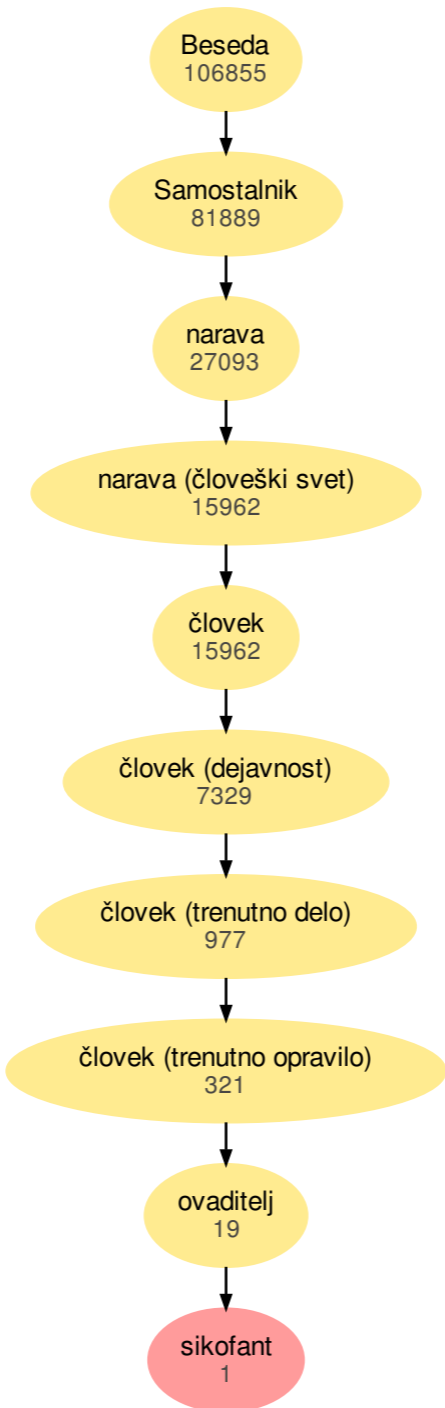 Beseda
106855
Samostalnik
81889
narava
27093
narava (človeški svet)
15962
človek
15962
človek (dejavnost)
7329
človek (trenutno delo)
977
človek (trenutno opravilo)
321
ovaditelj
19
sikofant
1